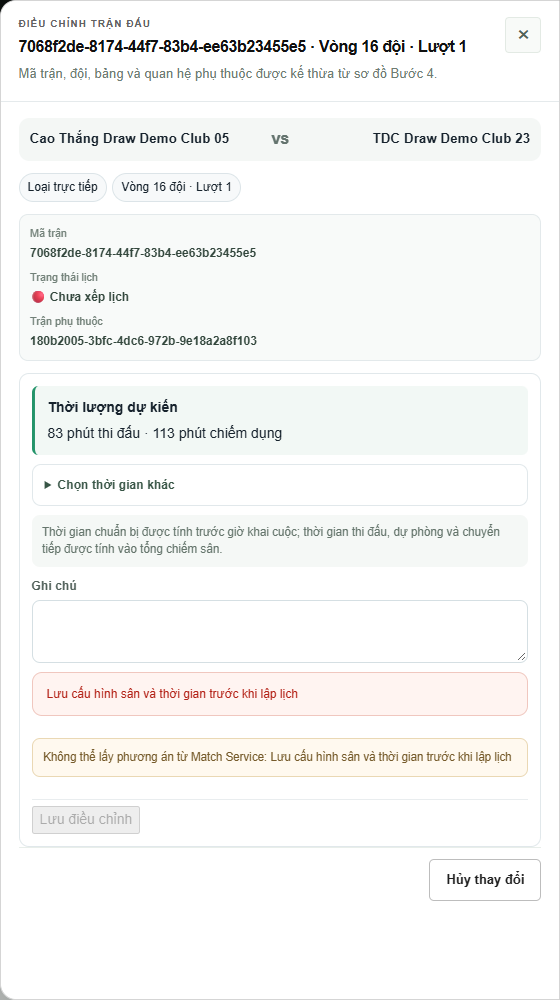 ĐIỀU CHỈNH TRẬN ĐẤU
7068f2de-8174-44f7-83b4-ee63b23455e5 · Vòng 16 đội · Lượt 1
Mã trận, đội, bảng và quan hệ phụ thuộc được kế thừa từ sơ đồ Bước 4.
×
Cao Thắng Draw Demo Club 05 VS TDC Draw Demo Club 23
Loại trực tiếp
Vòng 16 đội · Lượt 1
Mã trận
7068f2de-8174-44f7-83b4-ee63b23455e5
Trạng thái lịch
Chưa xếp lịch
Trận phụ thuộc
180b2005-3bfc-4dc6-972b-9e18a2a8f103
Thời lượng dự kiến
83 phút thi đấu · 113 phút chiếm dụng
Chọn thời gian khác
Thời gian chuẩn bị được tính trước giờ khai cuộc; thời gian thi đấu, dự phòng và chuyển
tiếp được tính vào tổng chiếm sân.
Ghi chú
Lưu cấu hình sân và thời gian trước khi lập lịch
Không thể lấy phương án từ Match Service: Lưu cấu hình sân và thời gian trước khi lập lịch
Lưu điều chỉnh
Hủy thay đổi